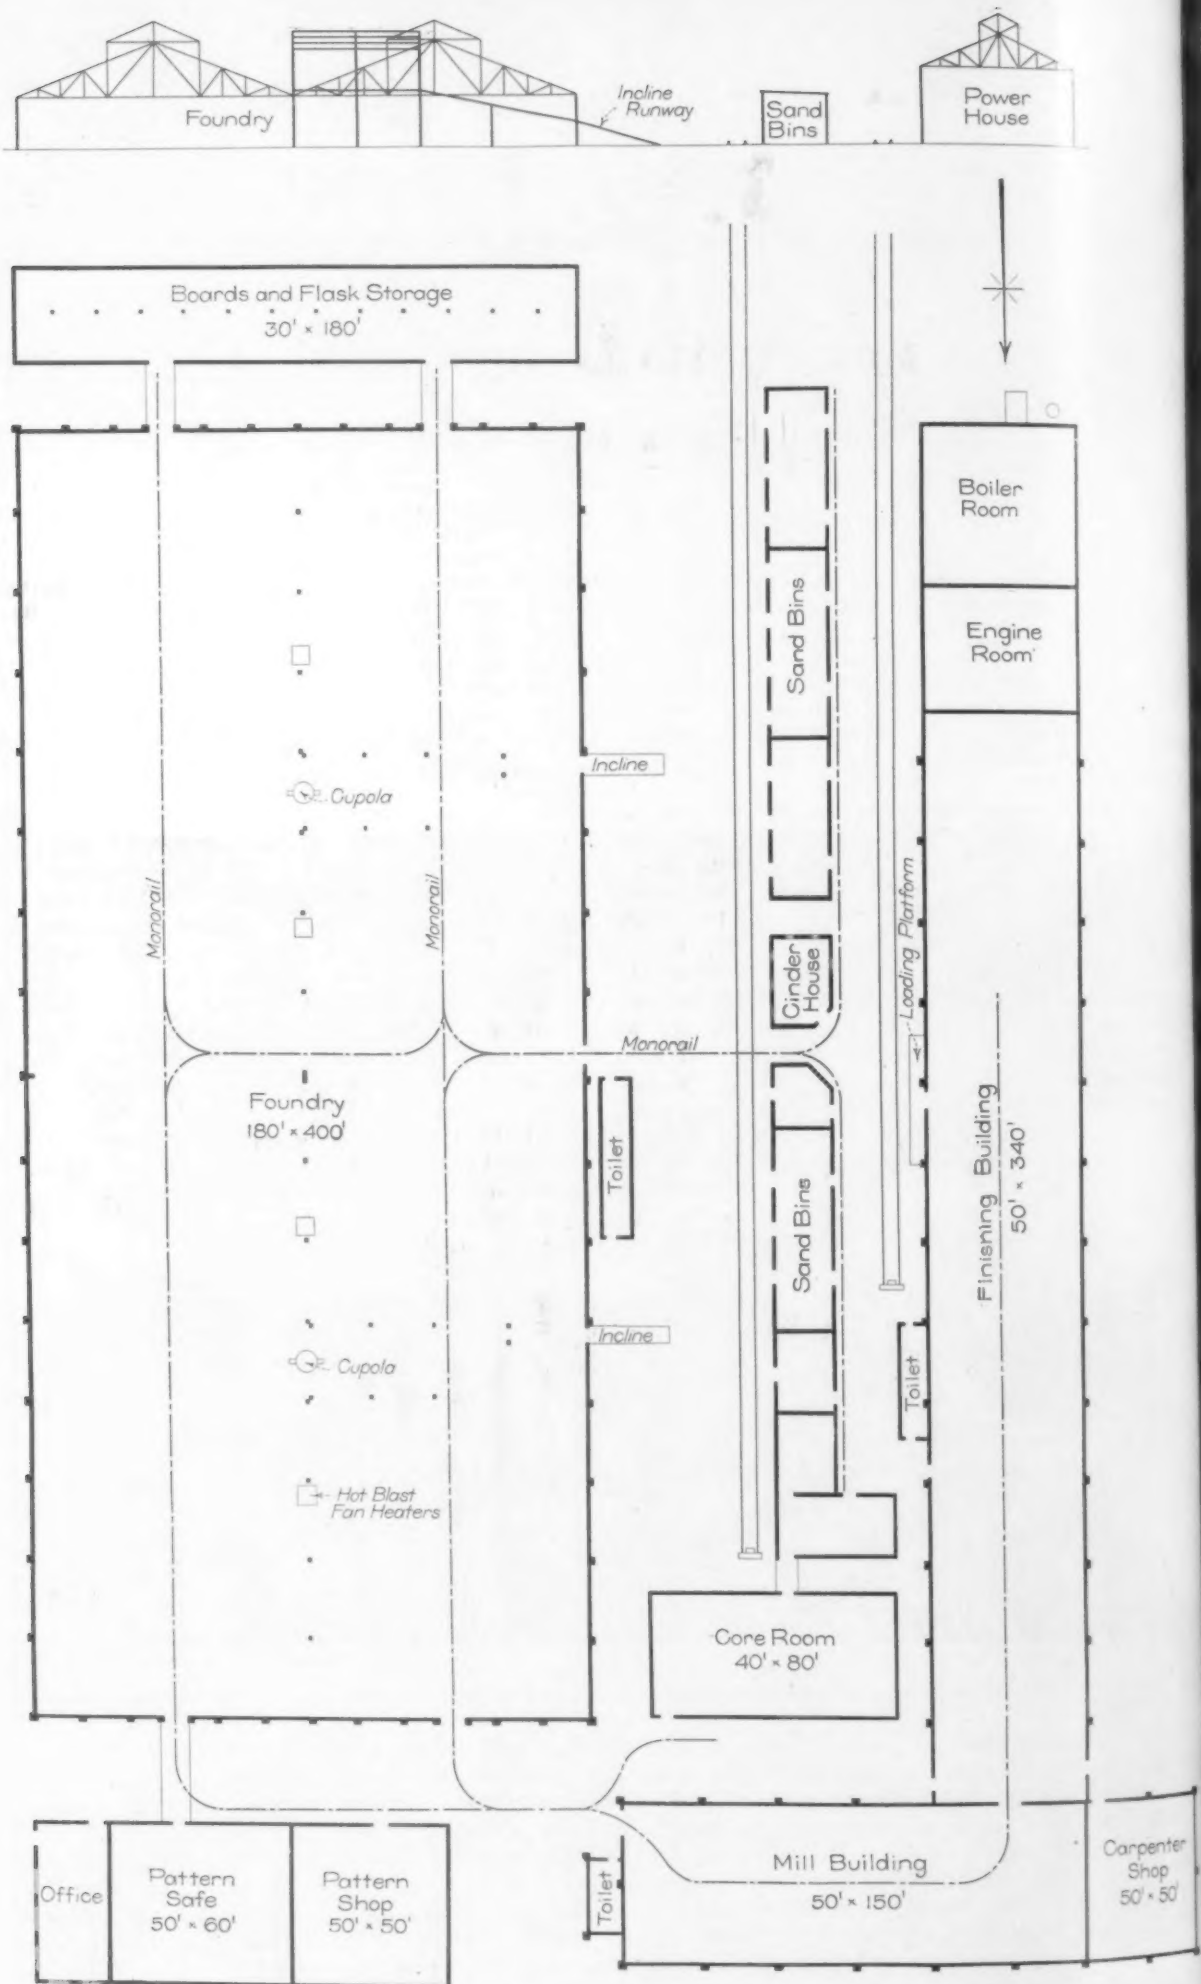 Foundry
Incline
Runway
Sand
Bins
Power
House
Boards and Flask Storage
30' × 180'
Boiler
Room
Engine
Room
Sand Bins
Incline
Cupola
Monorail
Monorail
Cinder
House
Loading Platform
Monorail
Foundry
180' × 400'
Toilet
Finisning Building
50' × 340'
Sand Bins
Incline
Cupola
Toilet
Hot Blast
Fan Heaters
Core Room
40' × 80'
Office
Pattern
Safe
50' × 60'
Pattern
Shop
50' × 50'
Toilet
Mill Building
50' × 150'
Carpenter
Shop
50' × 50'